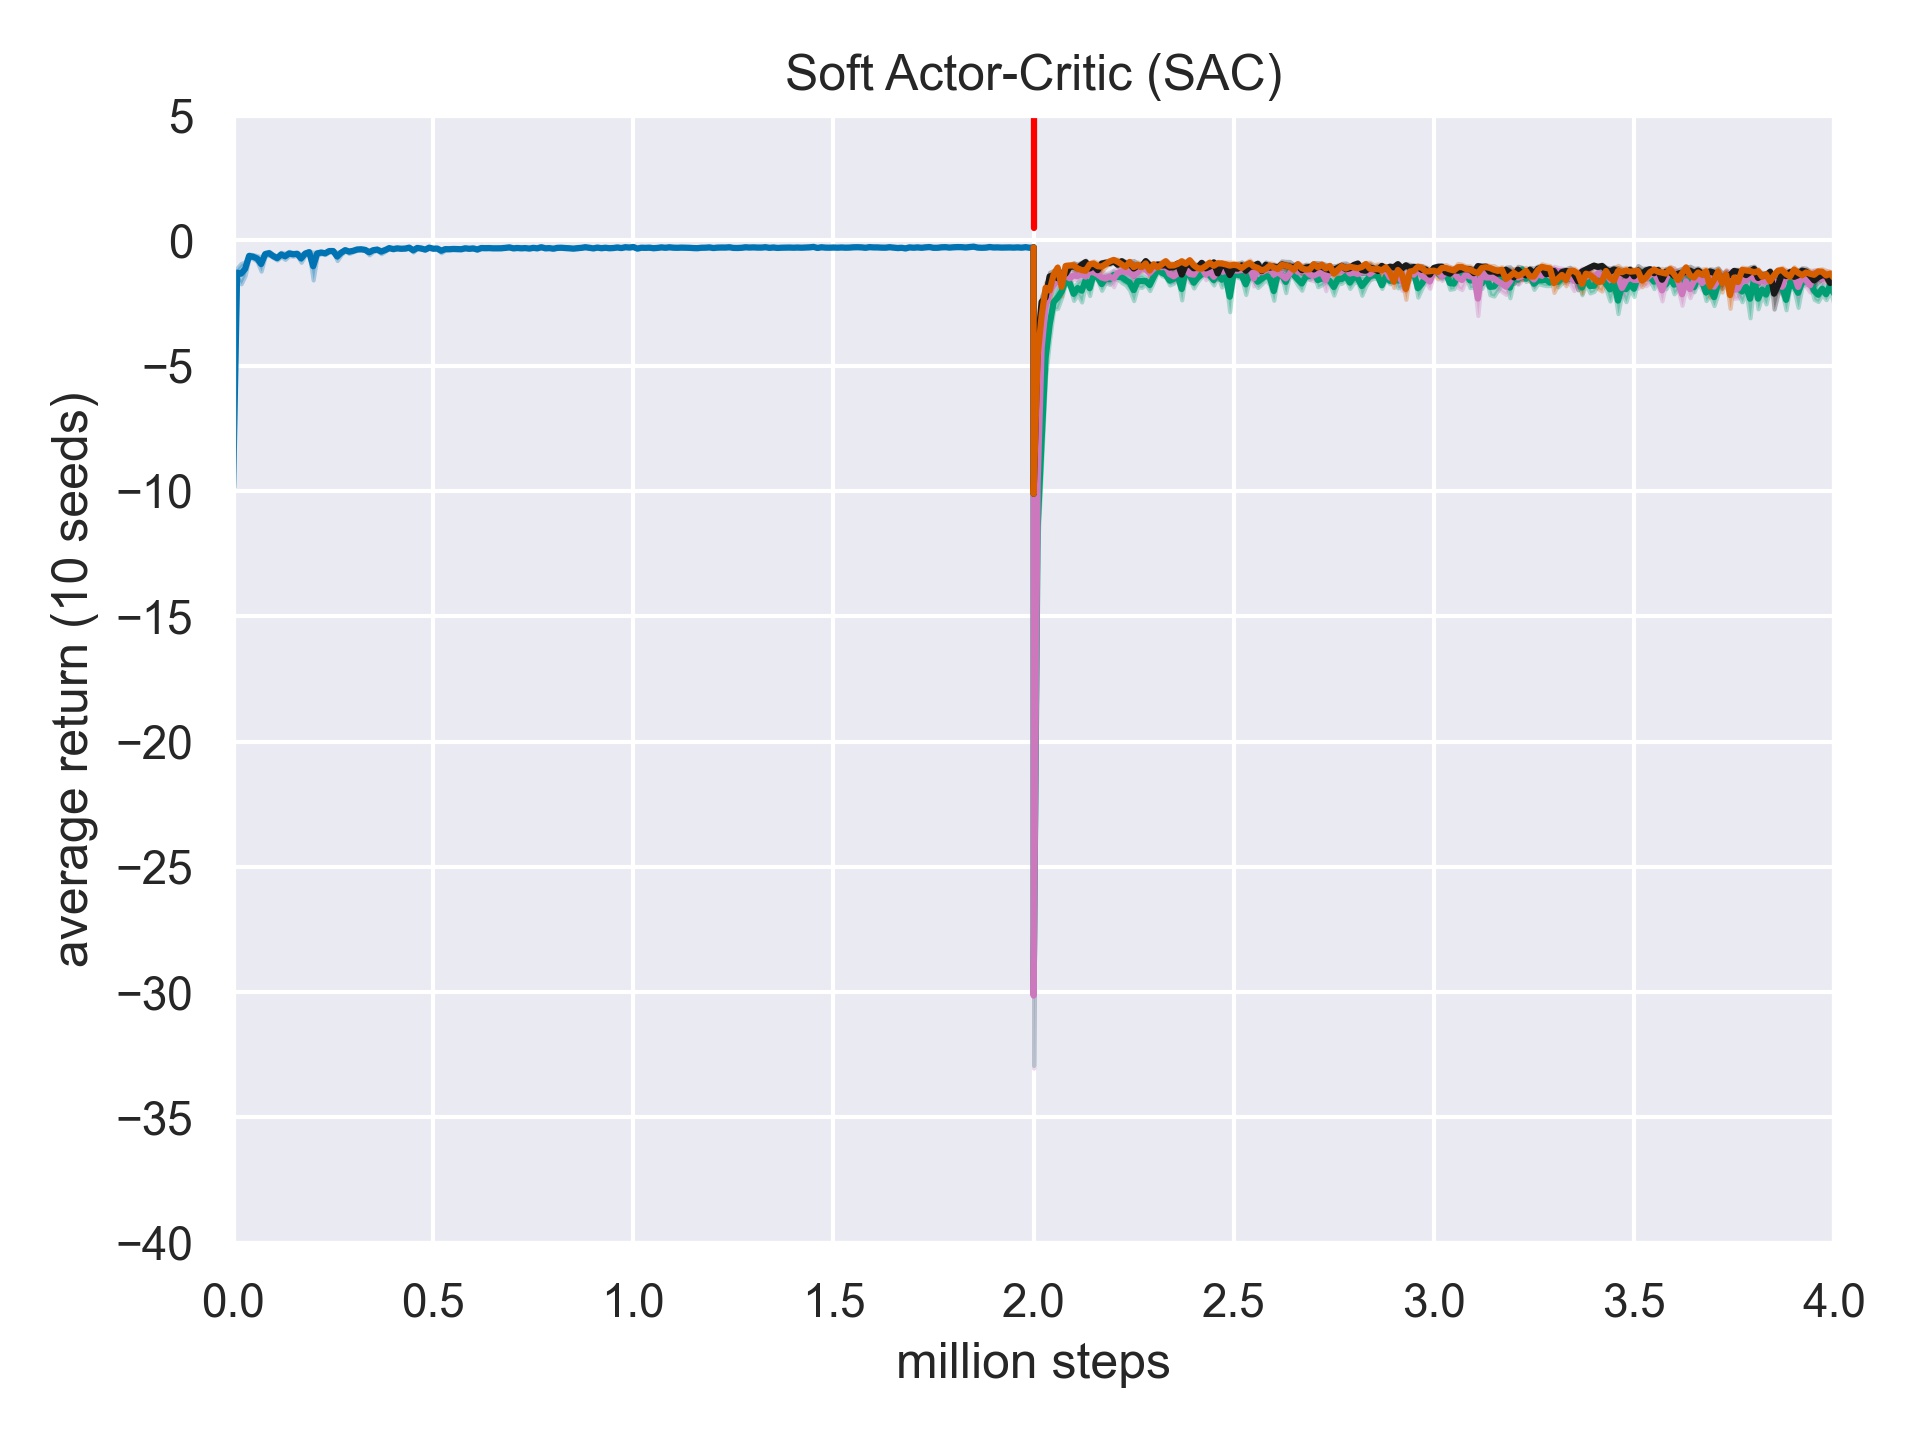 Soft Actor-Critic (SAC)
5
0
−5
−10
−15
−20
−25
−30
−35
−40
average return (10 seeds)
0.0 0.5 1.0 1.5 2.0 2.5 3.0 3.5 4.0
million steps